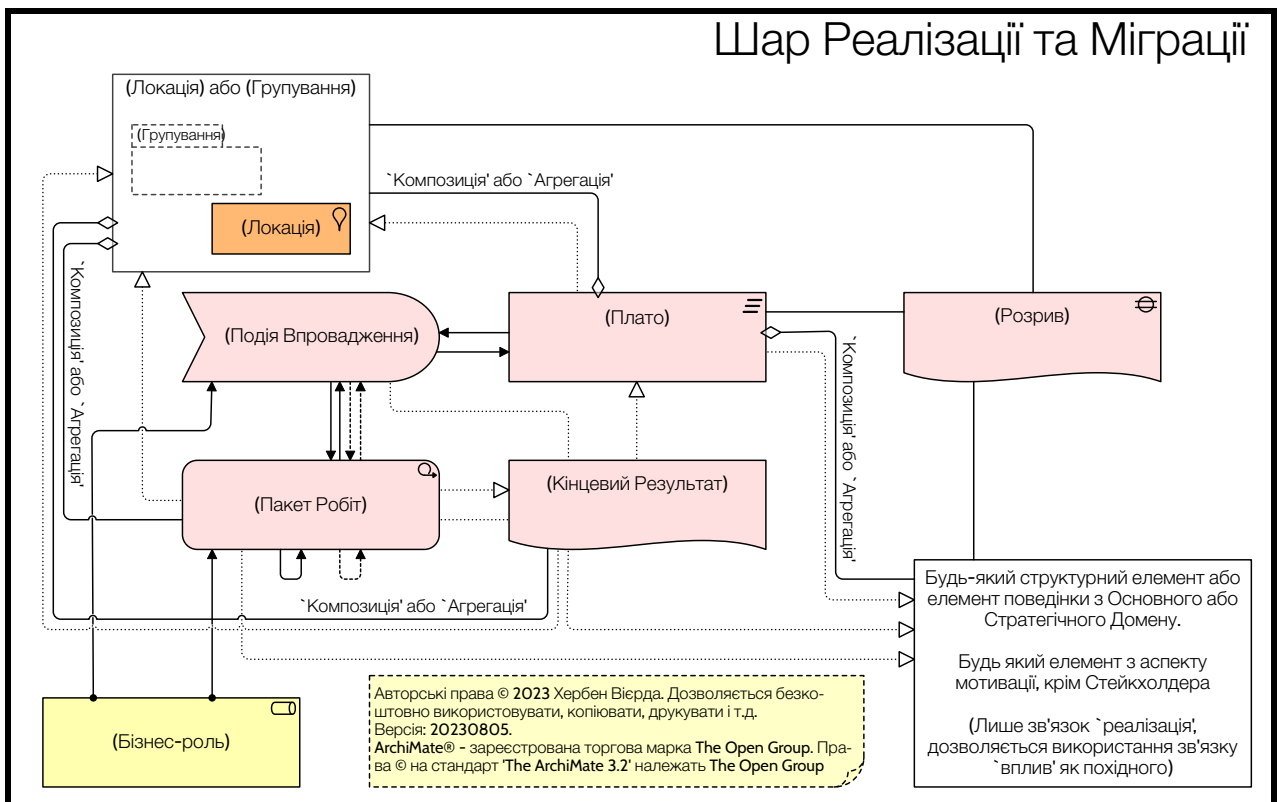 Шар Реалізації та Міграції
(Локація) або (Групування)
(Групування)
(Локація)
`Композиція' або `Агрегація'
`Композиція' або `Агрегація'
(Подія Впровадження)
(Плато)
(Розрив)
`Композиція' або `Агрегація'
(Пакет Робіт)
(Кінцевий Результат)
`Композиція' або `Агрегація'
(Бізнес-роль)
Авторські права © 2023 Хербен Вієрда. Дозволяється безко-
штовно використовувати, копіювати, друкувати і т.д.
Версія: 20230805.
ArchiMate® - зареєстрована торгова марка The Open Group. Пра-
ва © на стандарт 'The ArchiMate 3.2' належать The Open Group
Будь-який структурний елемент або
елемент поведінки з Основного або
Стратегічного Домену.
Будь який елемент з аспекту
мотивації, крім Стейкхолдера
(Лише зв'язок `реалізація',
дозволяється використання зв'язку
`вплив' як похідного)